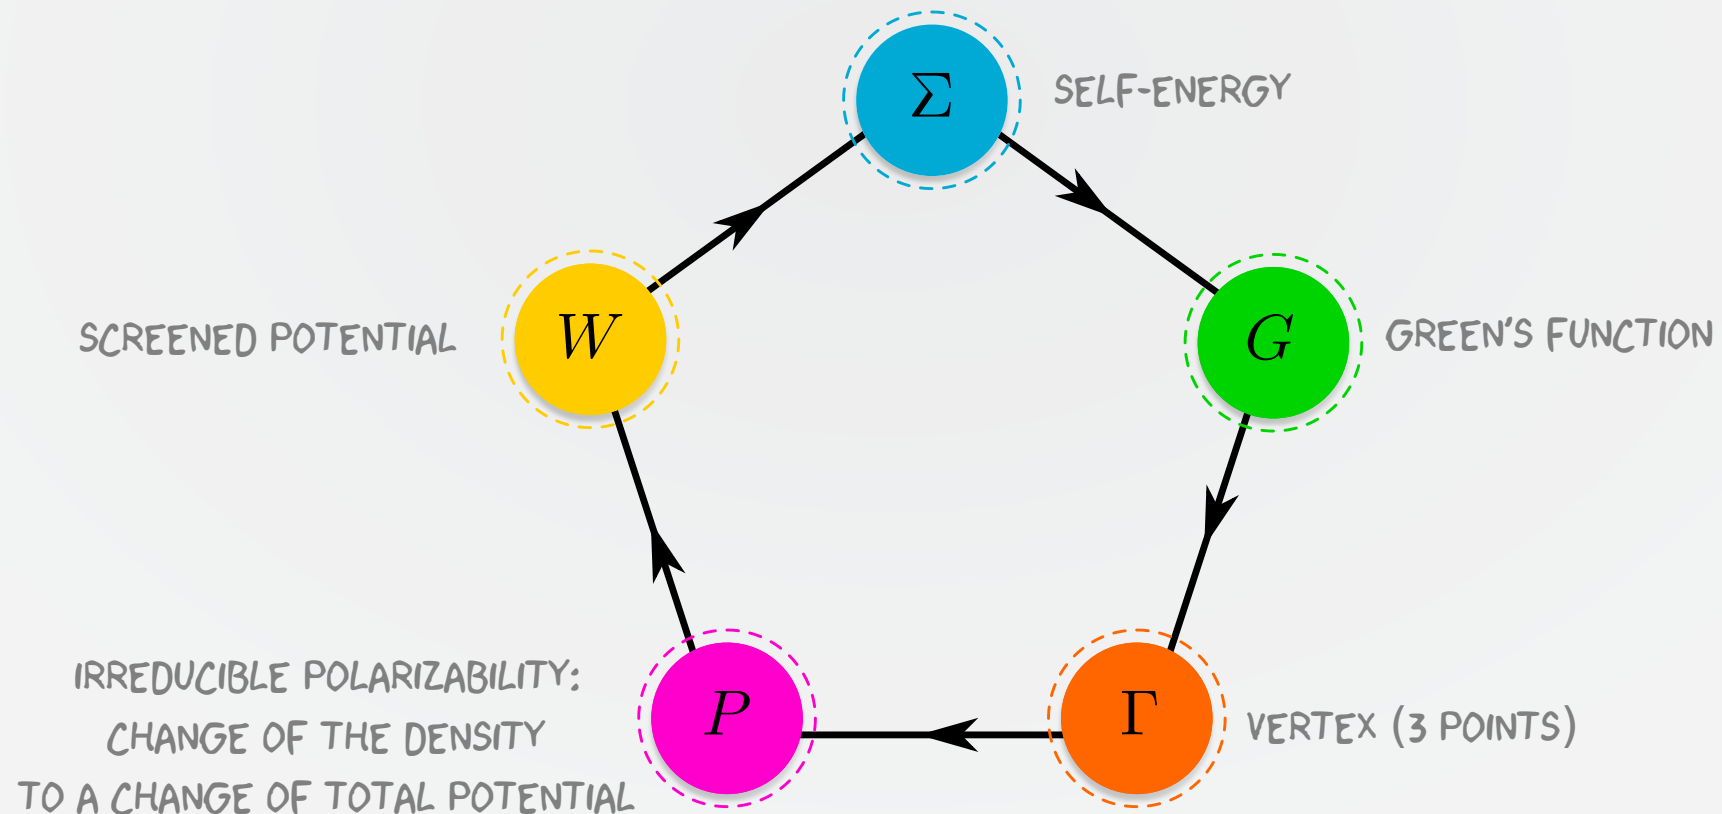 Σ
SELF-ENERGY
W
SCREENED POTENTIAL
G
GREEN'S FUNCTION
P
IRREDUCIBLE POLARIZABILITY:
CHANGE OF THE DENSITY
TO A CHANGE OF TOTAL POTENTIAL
Γ
VERTEX (3 POINTS)